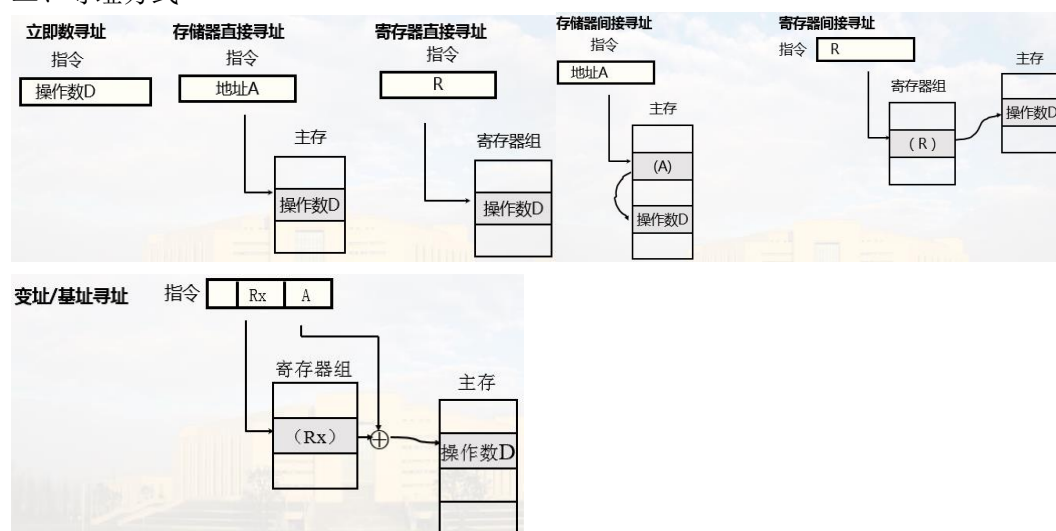 立即数寻址
指令
操作数D
存储器直接寻址
指令
地址A
主存
操作数D
寄存器直接寻址
指令
R
寄存器组
操作数D
存储器间接寻址
指令
地址A
主存
(A)
操作数D
寄存器间接寻址
指令 R
寄存器组
(R)
主存
操作数D
变址/基址寻址
指令 Rx A
寄存器组
(Rx)
主存
操作数D